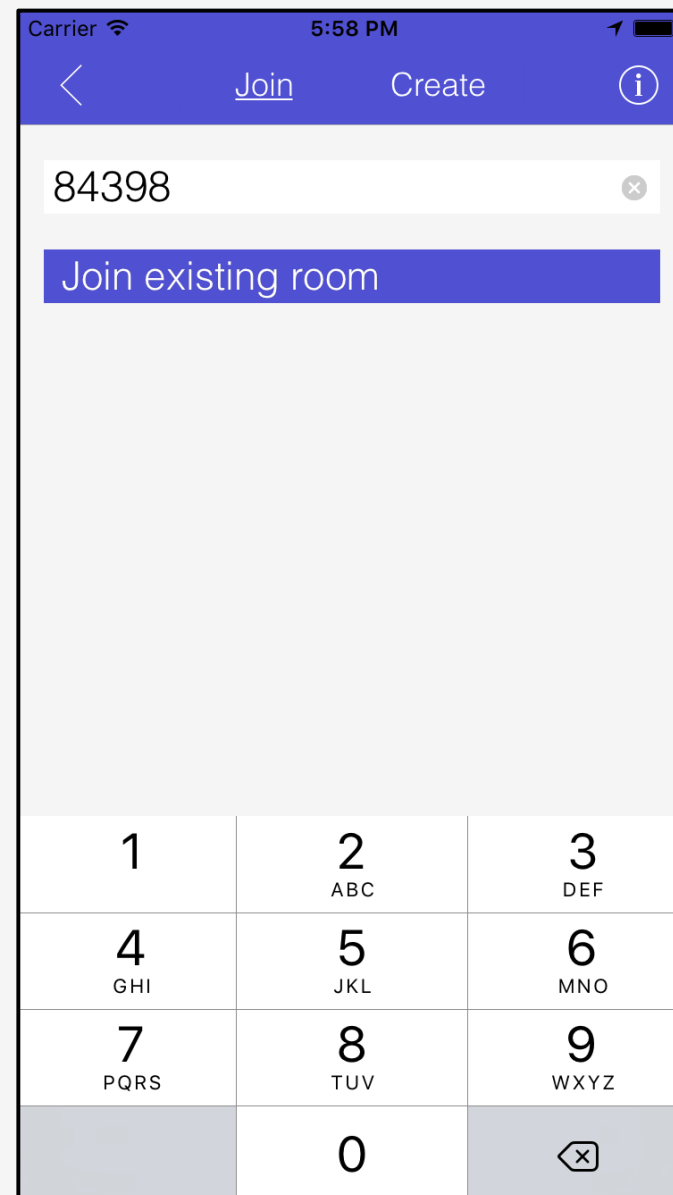 Carrier 5:58 PM
Join Create
84398
Join existing room
1 2 3
ABC DEF
4 5 6
GHI JKL MNO
7 8 9
PQRS TUV WXYZ
0